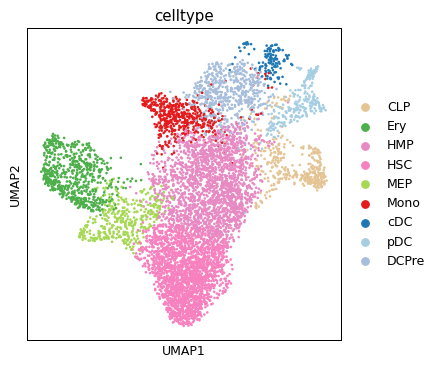 celltype
UMAP2
UMAP1
CLP
Ery
HMP
HSC
MEP
Mono
cDC
pDC
DCPre